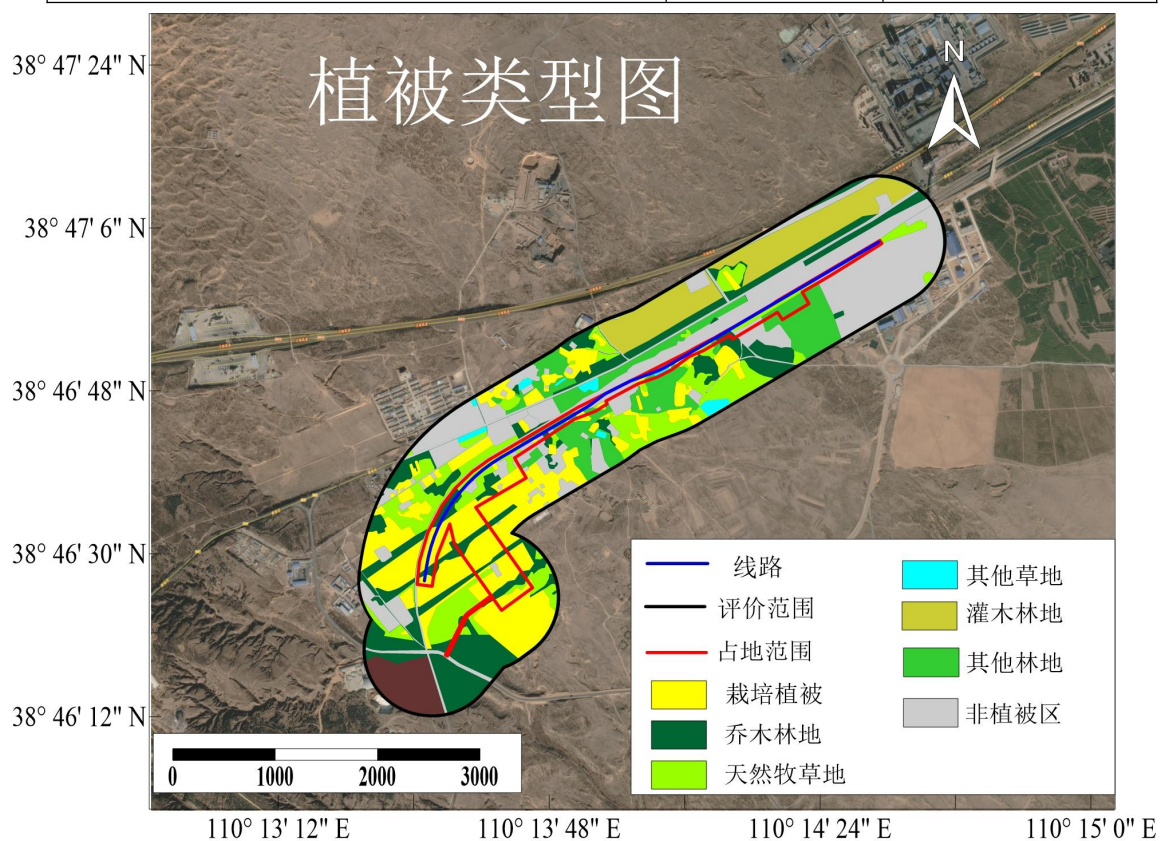 植被类型图
N
38° 47' 24" N
38° 47' 6" N
38° 46' 48" N
38° 46' 30" N
38° 46' 12" N
110° 13' 12" E
110° 13' 48" E
110° 14' 24" E
110° 15' 0" E
0
1000
2000
3000
线路
评价范围
占地范围
栽培植被
乔木林地
天然牧草地
其他草地
灌木林地
其他林地
非植被区